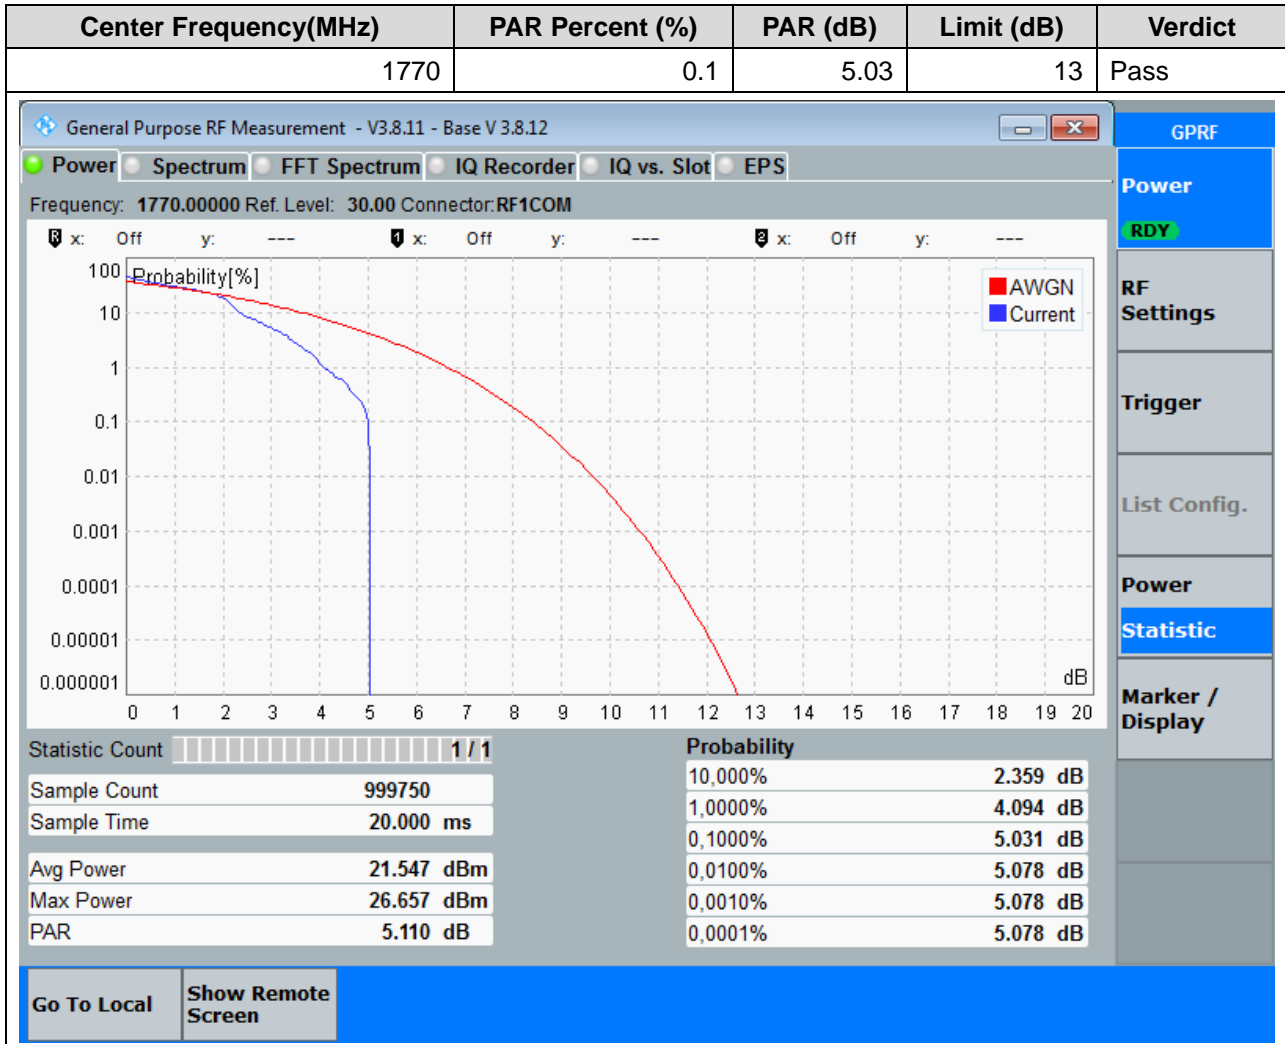 Center Frequency(MHz) PAR Percent (%) PAR (dB) Limit (dB) Verdict
1770 0.1 5.03 13 Pass
General Purpose RF Measurement - V3.8.11 - Base V 3.8.12
GPRF
Power Spectrum FFT Spectrum IQ Recorder IQ vs. Slot EPS
Power
RDY
Frequency: 1770.00000 Ref. Level: 30.00 Connector:RF1COM
R x: Off y: --- 1 x: Off y: --- 2 x: Off y: ---
Probability[%]
AWGN
Current
100
10
1
0.1
0.01
0.001
0.0001
0.00001
0.000001
dB
0 1 2 3 4 5 6 7 8 9 10 11 12 13 14 15 16 17 18 19 20
RF
Settings
Trigger
List Config.
Power
Statistic
Marker /
Display
Statistic Count 1 / 1
Sample Count 999750
Sample Time 20.000 ms
Avg Power 21.547 dBm
Max Power 26.657 dBm
PAR 5.110 dB
Probability
10,000% 2.359 dB
1,0000% 4.094 dB
0,1000% 5.031 dB
0,0100% 5.078 dB
0,0010% 5.078 dB
0,0001% 5.078 dB
Go To Local
Show Remote
Screen